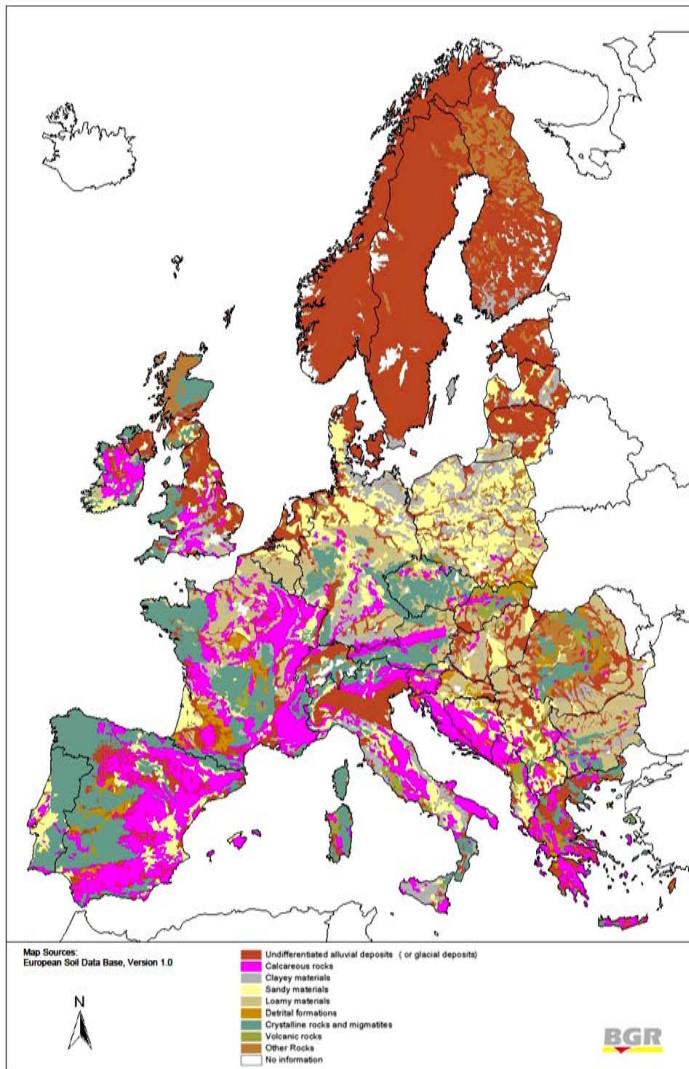 Map Sources:
European Soil Data Base, Version 1.0
N
Undifferentiated alluvial deposits ( or glacial deposits)
Calcareous rocks
Clayey materials
Sandy materials
Loamy materials
Detrital formations
Crystalline rocks and migmatites
Volcanic rocks
Other Rocks
No information
BGR